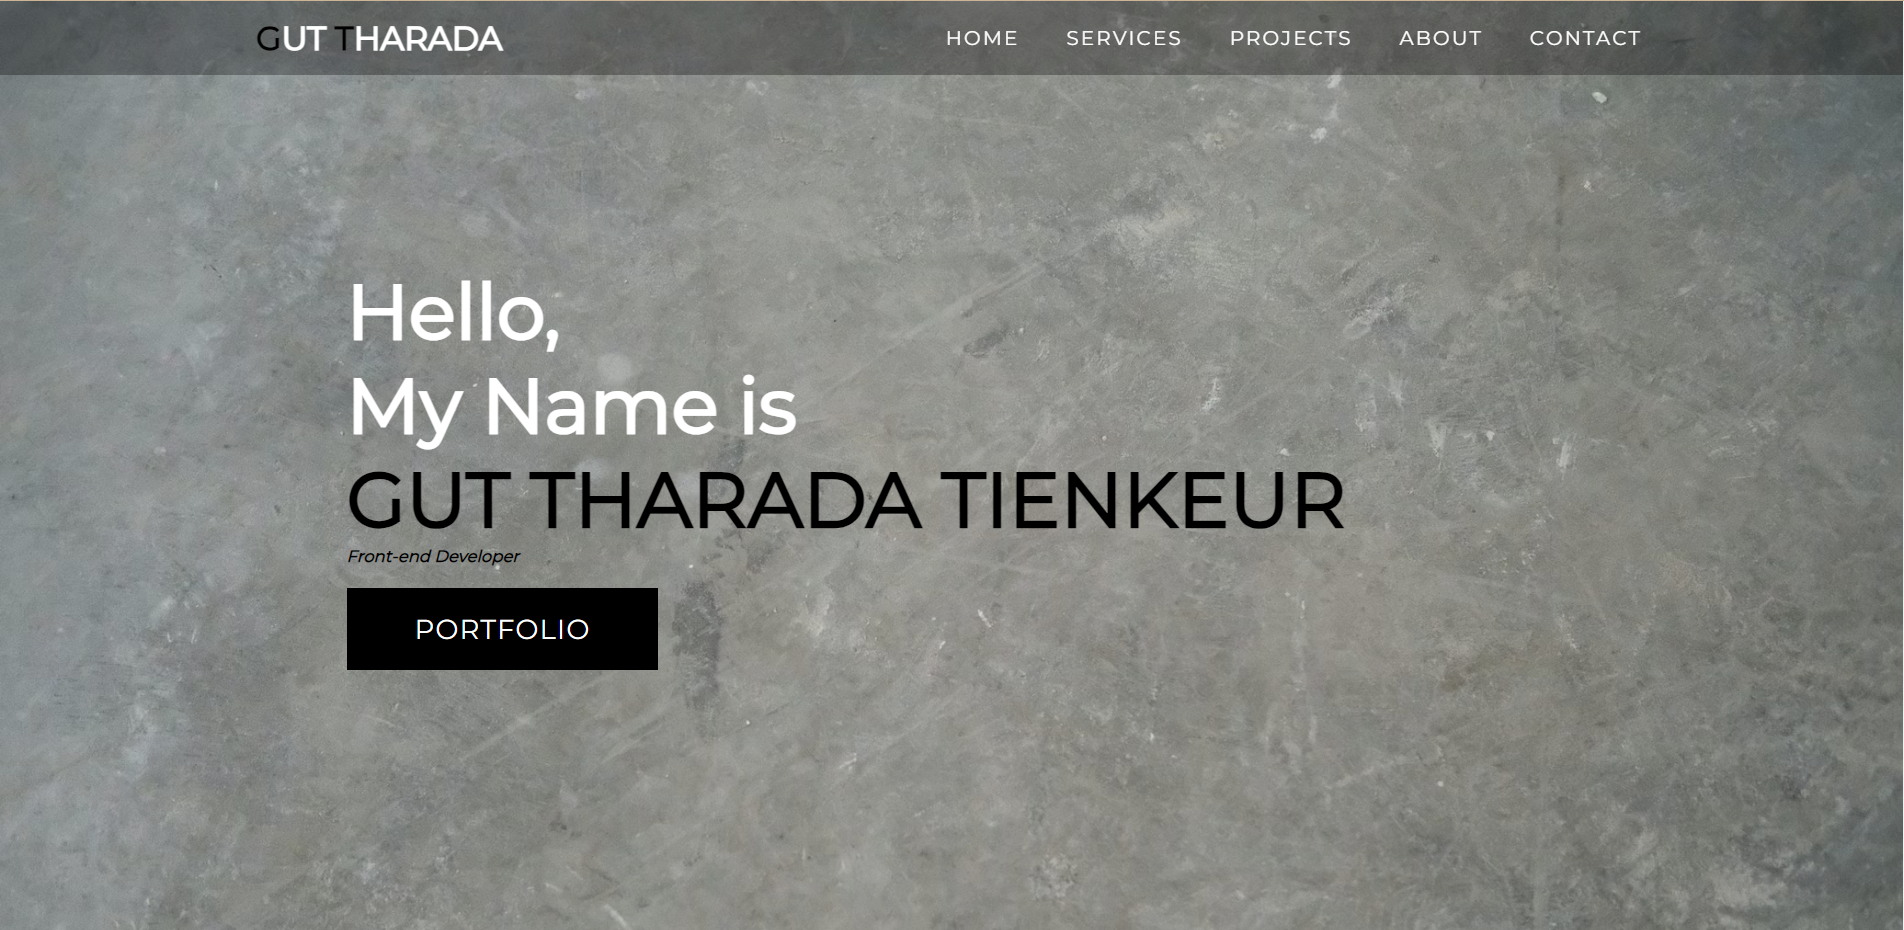 GUT THARADA
HOME SERVICES PROJECTS ABOUT CONTACT
Hello,
My Name is
GUT THARADA TIENKEUR
Front-end Developer
PORTFOLIO